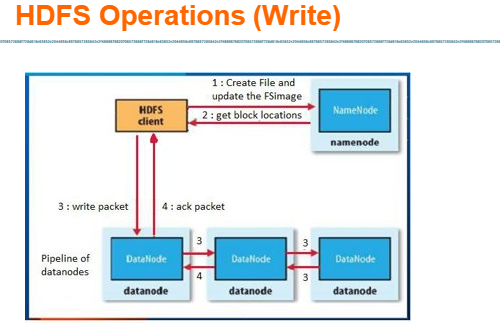 HDFS Operations (Write)
1 : Create File and
update the FSimage
HDFS
client
NameNode
2 : get block locations
namenode
3 : write packet
4 : ack packet
Pipeline of
datanodes
DataNode
3
4
DataNode
3
3
DataNode
datanode
datanode
datanode